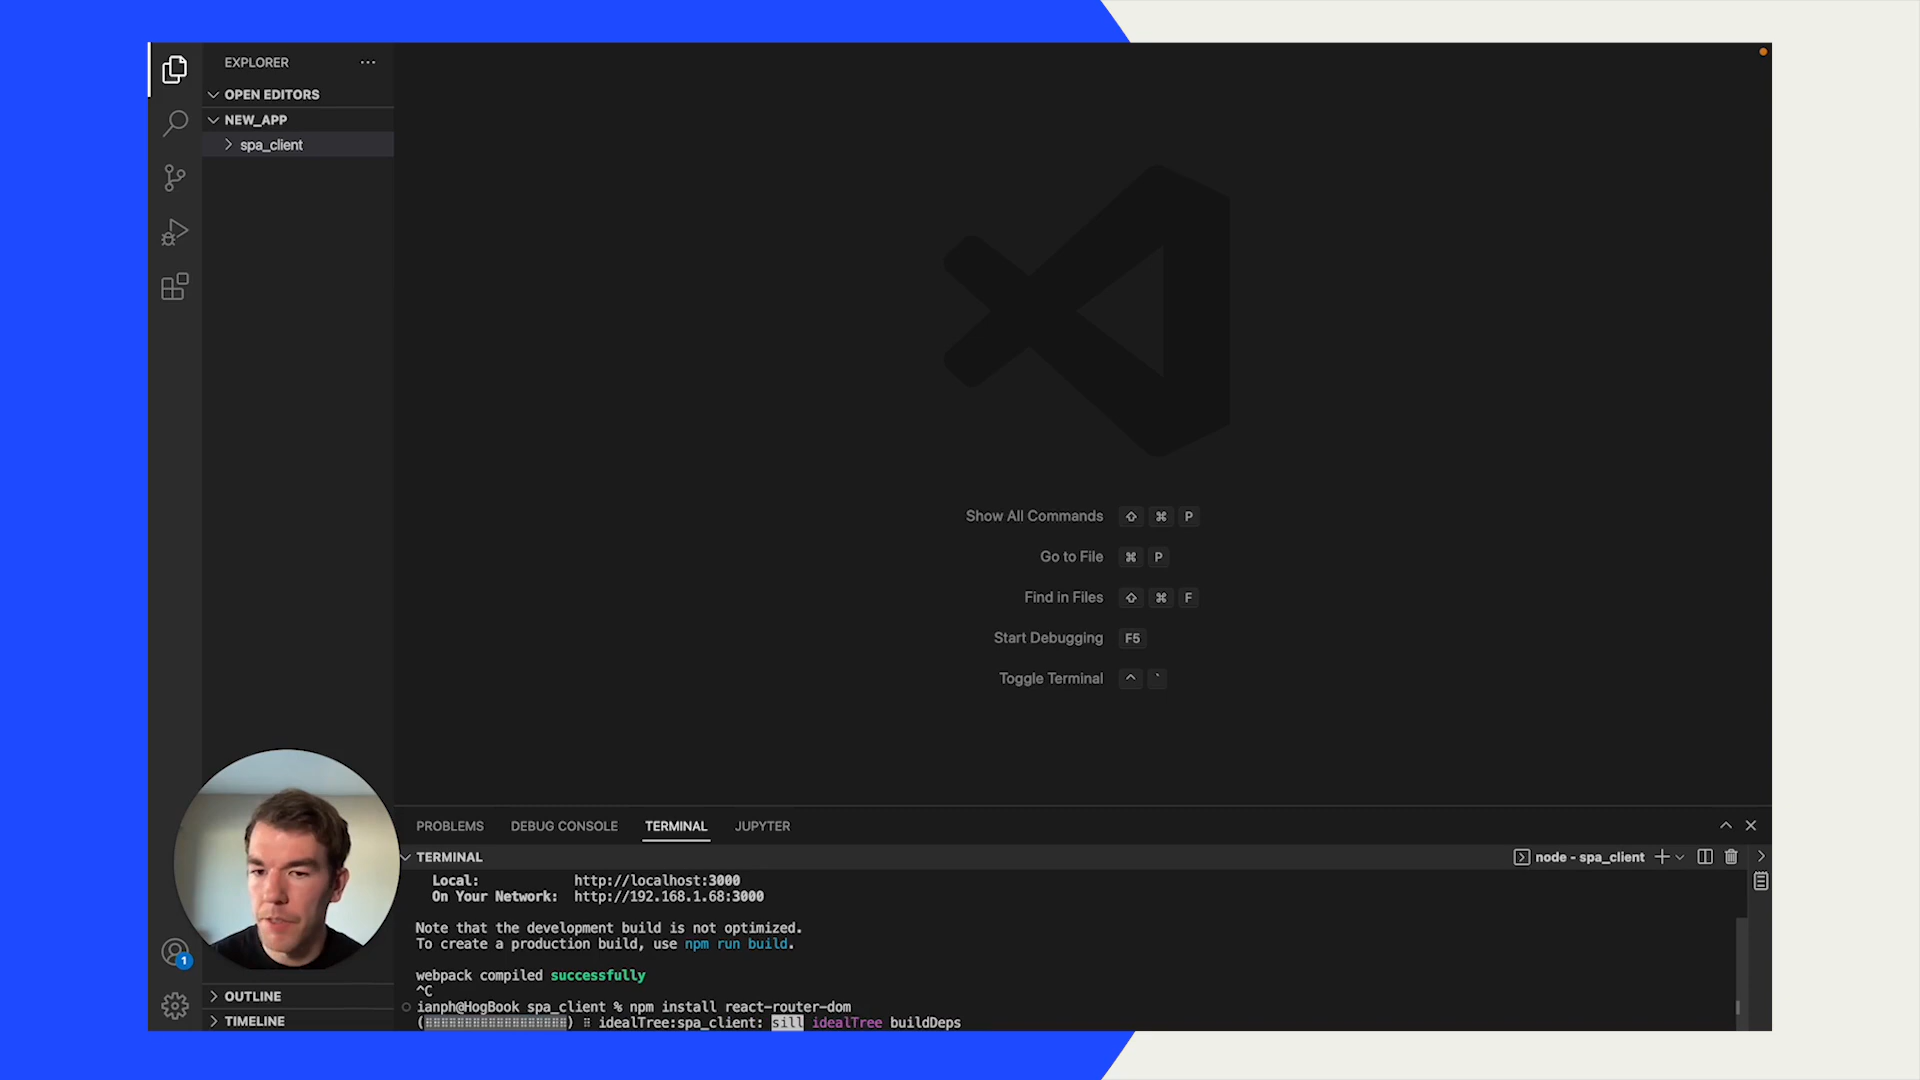 EXPLORER
OPEN EDITORS
NEW_APP
spa_client
Show All Commands ⇧ ⌘ P
Go to File ⌘ P
Find in Files ⇧ ⌘ F
Start Debugging F5
Toggle Terminal ^ `
PROBLEMS DEBUG CONSOLE TERMINAL JUPYTER
TERMINAL
node - spa_client
Local: http://localhost:3000
On Your Network: http://192.168.1.68:3000
Note that the development build is not optimized.
To create a production build, use npm run build.
webpack compiled successfully
^C
ianph@HogBook spa_client % npm install react-router-dom
(⠿⠿⠿⠿⠿⠿⠿⠿⠿⠿⠿⠿⠿⠿⠿⠿⠿⠿) ⠿ idealTree:spa_client: sill idealTree buildDeps
1
OUTLINE
TIMELINE